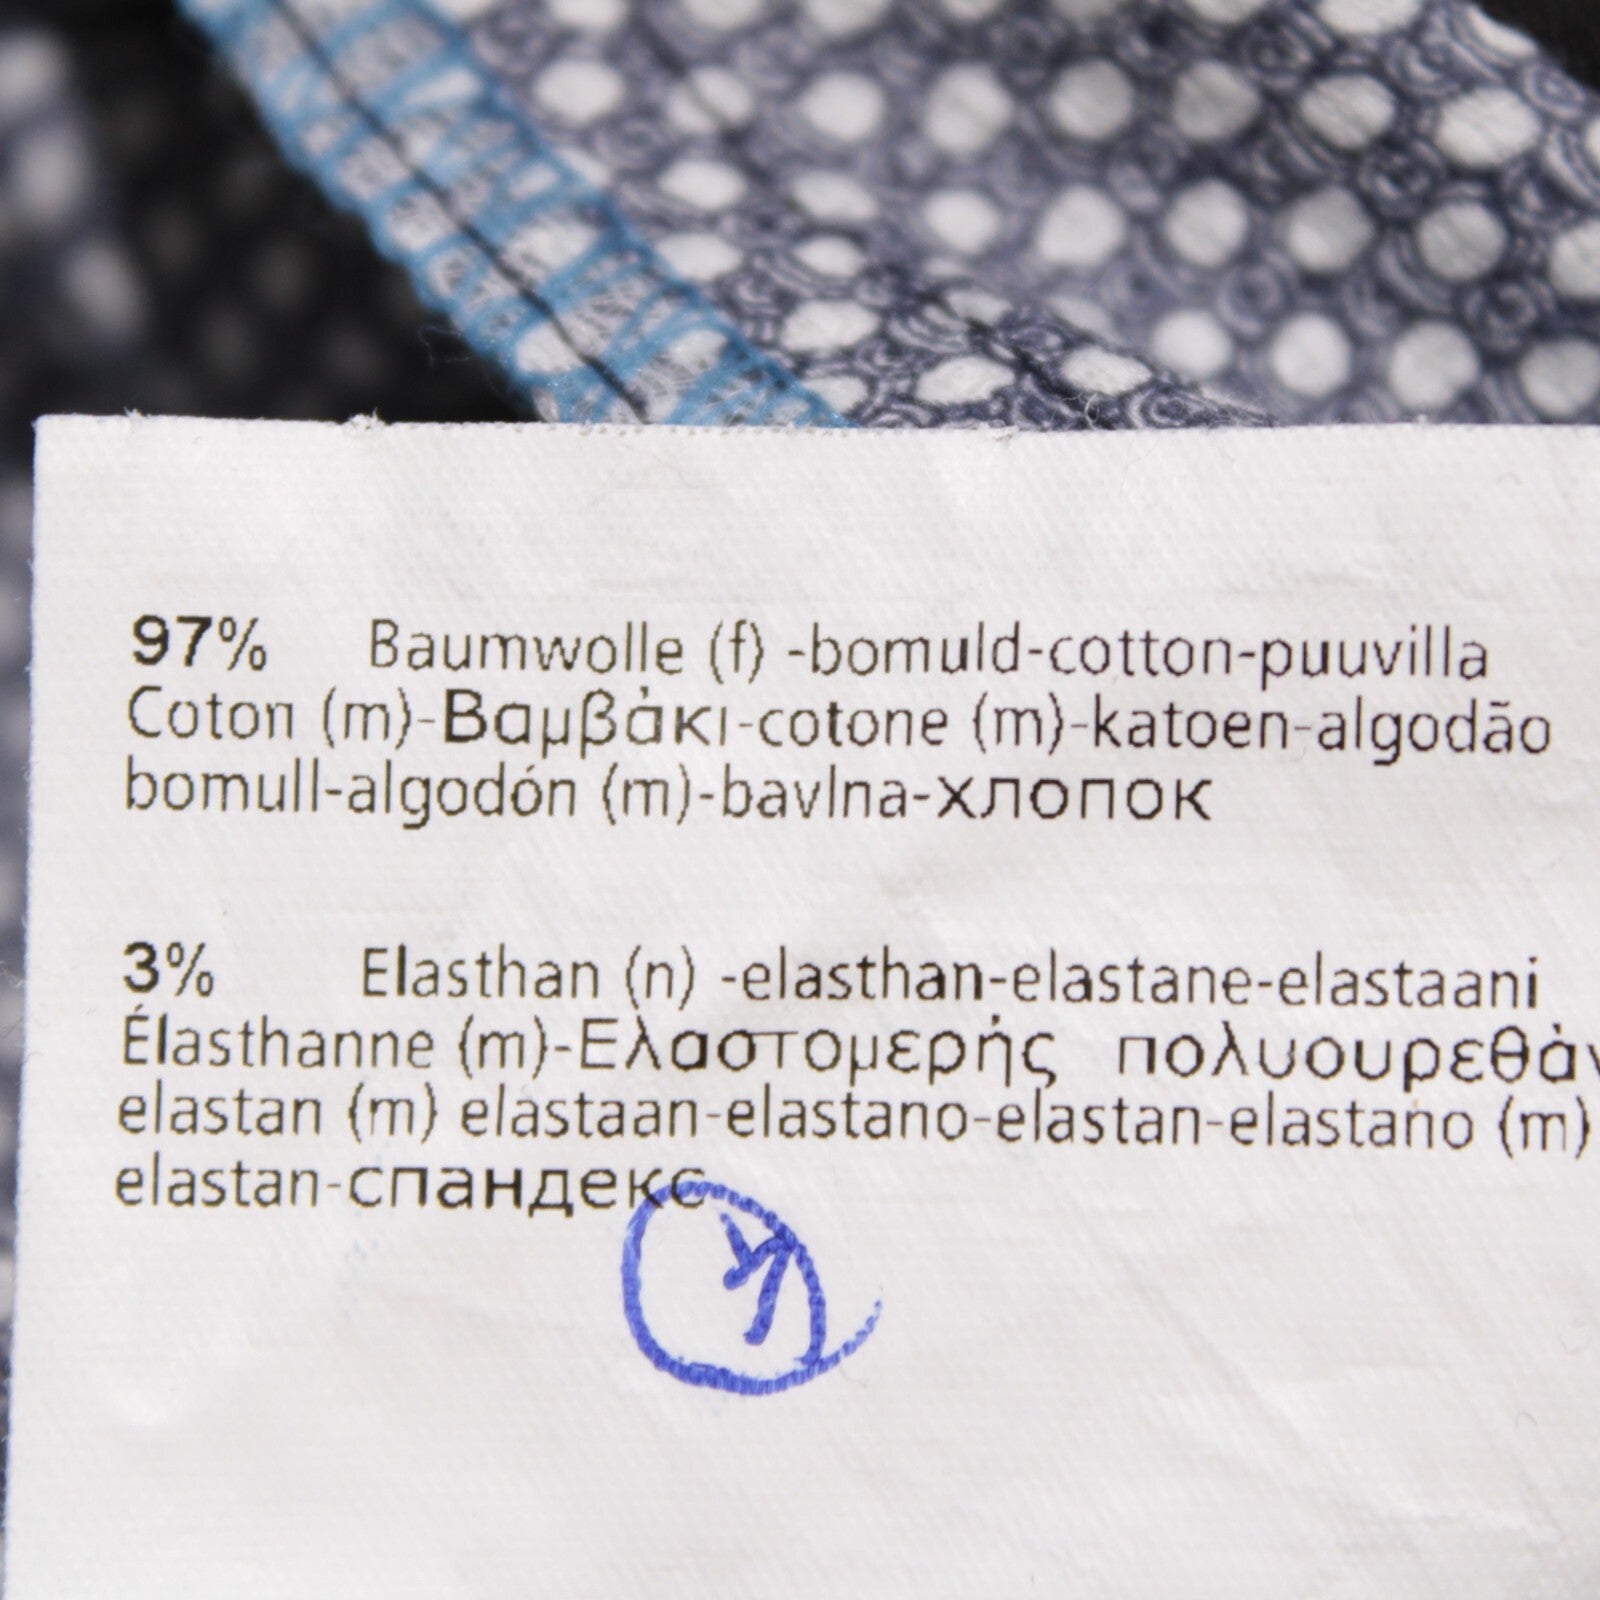 97% Baumwolle (f) -bomuld-cotton-puuvilla
Coton (m)-Βαμβάκι-cotone (m)-katoen-algodão
bomull-algodón (m)-bavlna-хлопок
3% Elasthan (n) -elasthan-elastane-elastaani
Élasthanne (m)-Ελαστομερής
elastan (m) elastaan-elastano-elastan-elastano (m)
elastan-спандекс